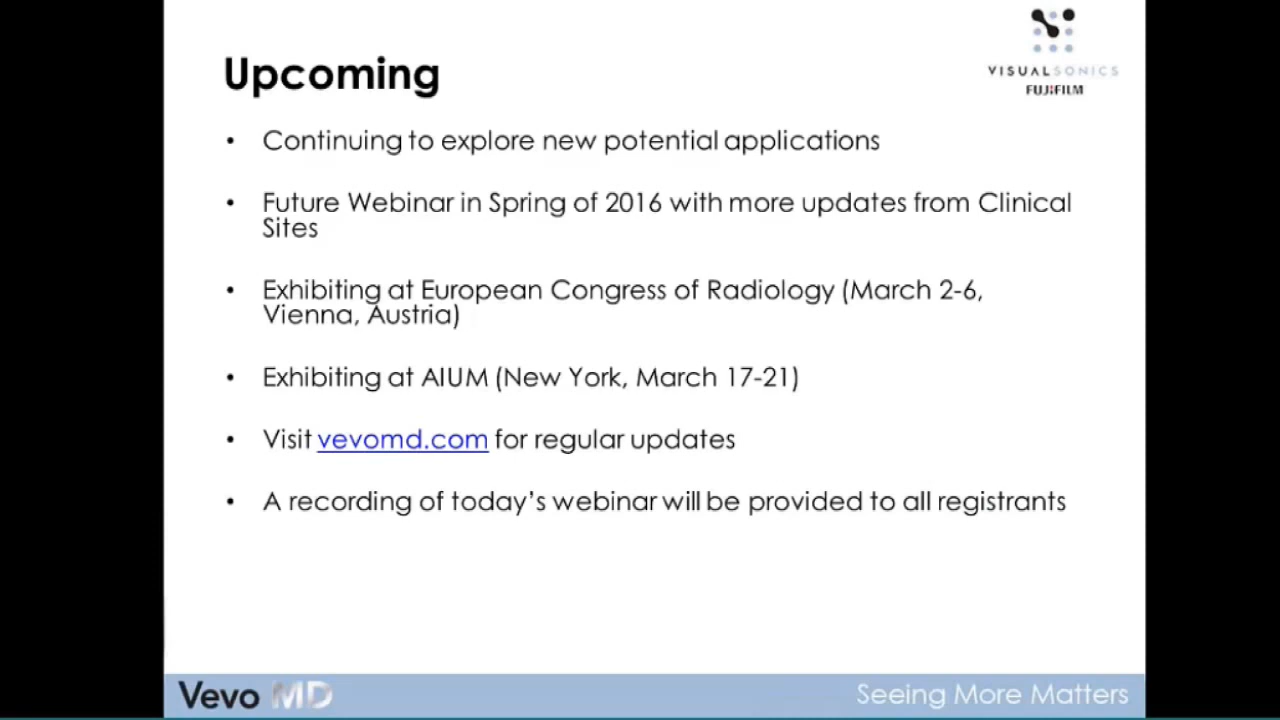 VISUALSONICS
FUJIFILM
Upcoming
• Continuing to explore new potential applications
• Future Webinar in Spring of 2016 with more updates from Clinical
Sites
• Exhibiting at European Congress of Radiology (March 2-6,
Vienna, Austria)
• Exhibiting at AIUM (New York, March 17-21)
• Visit vevomd.com for regular updates
• A recording of today’s webinar will be provided to all registrants
Vevo MD
Seeing More Matters